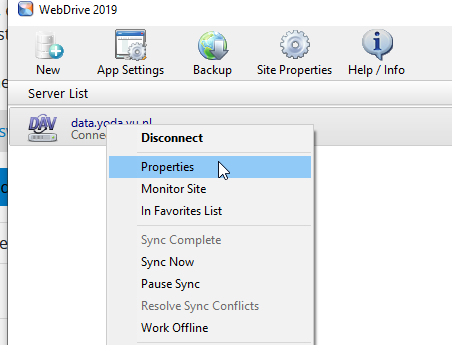 WebDrive 2019
New
App Settings
Backup
Site Properties
Help / Info
Server List
DAV
data.yoda.vu.nl
Disconnect
Properties
Monitor Site
In Favorites List
Sync Complete
Sync Now
Pause Sync
Resolve Sync Conflicts
Work Offline